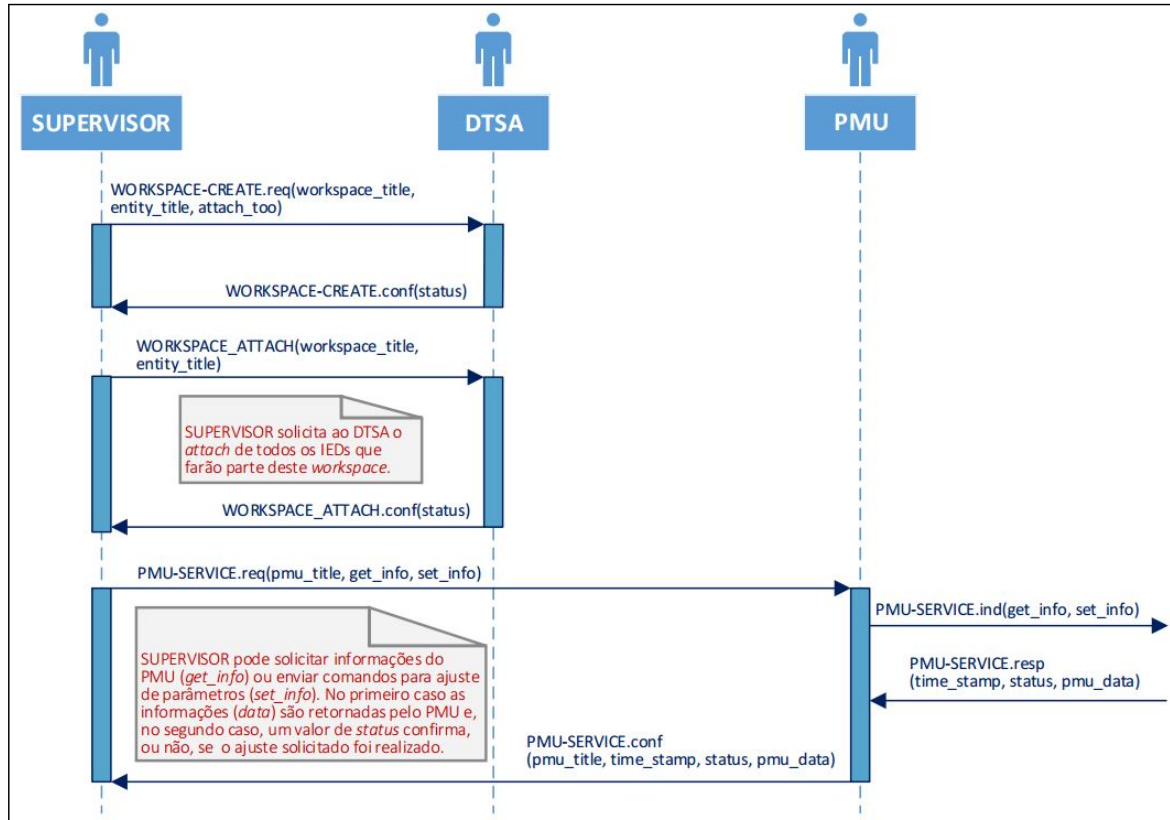 SUPERVISOR
DTSA
PMU
WORKSPACE-CREATE.req(workspace_title,
entity_title, attach_too)
WORKSPACE-CREATE.conf(status)
WORKSPACE_ATTACH(workspace_title,
entity_title)
SUPERVISOR solicita ao DTSA o
attach de todos os IEDs que
farão parte deste workspace.
WORKSPACE_ATTACH.conf(status)
PMU-SERVICE.req(pmu_title, get_info, set_info)
PMU-SERVICE.ind(get_info, set_info)
SUPERVISOR pode solicitar informações do
PMU (get_info) ou enviar comandos para ajuste
de parâmetros (set_info). No primeiro caso as
informações (data) são retornadas pelo PMU e,
no segundo caso, um valor de status confirma,
ou não, se o ajuste solicitado foi realizado.
PMU-SERVICE.resp
(time_stamp, status, pmu_data)
PMU-SERVICE.conf
(pmu_title, time_stamp, status, pmu_data)